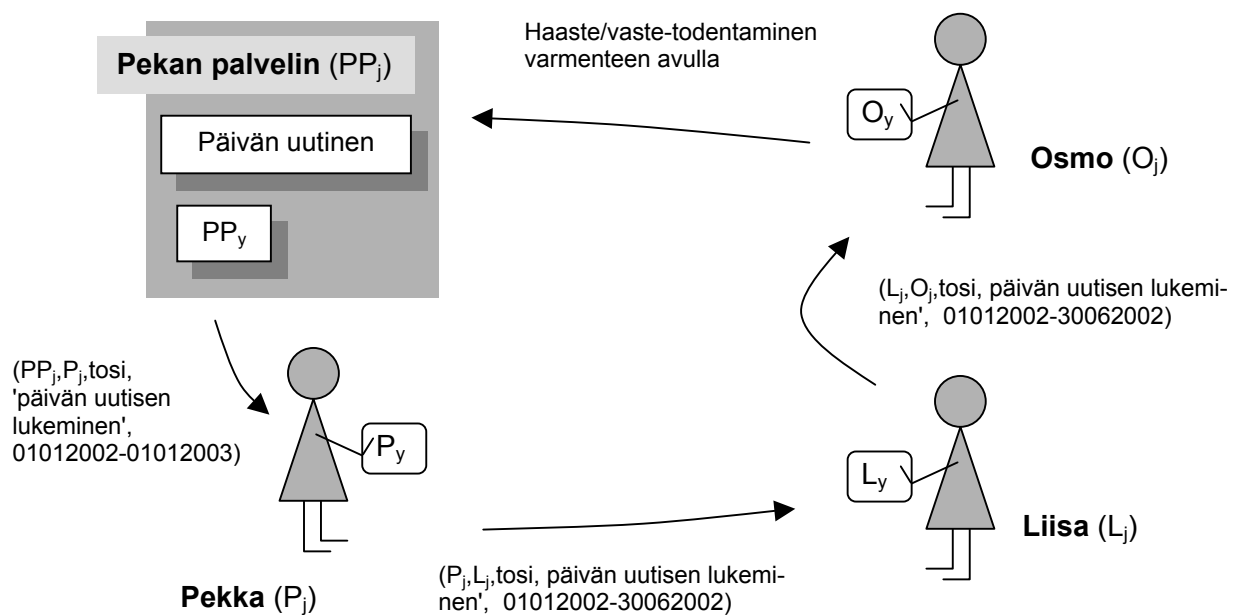 Pekan palvelin (PPj)
Päivän uutinen
PPy
Haaste/vaste-todentaminen
varmenteen avulla
Oy
Osmo (Oj)
(Lj,Oj,tosi, päivän uutisen lukemi-
nen', 01012002-30062002)
(PPj,Pj,tosi,
'päivän uutisen
lukeminen',
01012002-01012003)
Py
Pekka (Pj)
(Pj,Lj,tosi, päivän uutisen lukemi-
nen', 01012002-30062002)
Ly
Liisa (Lj)